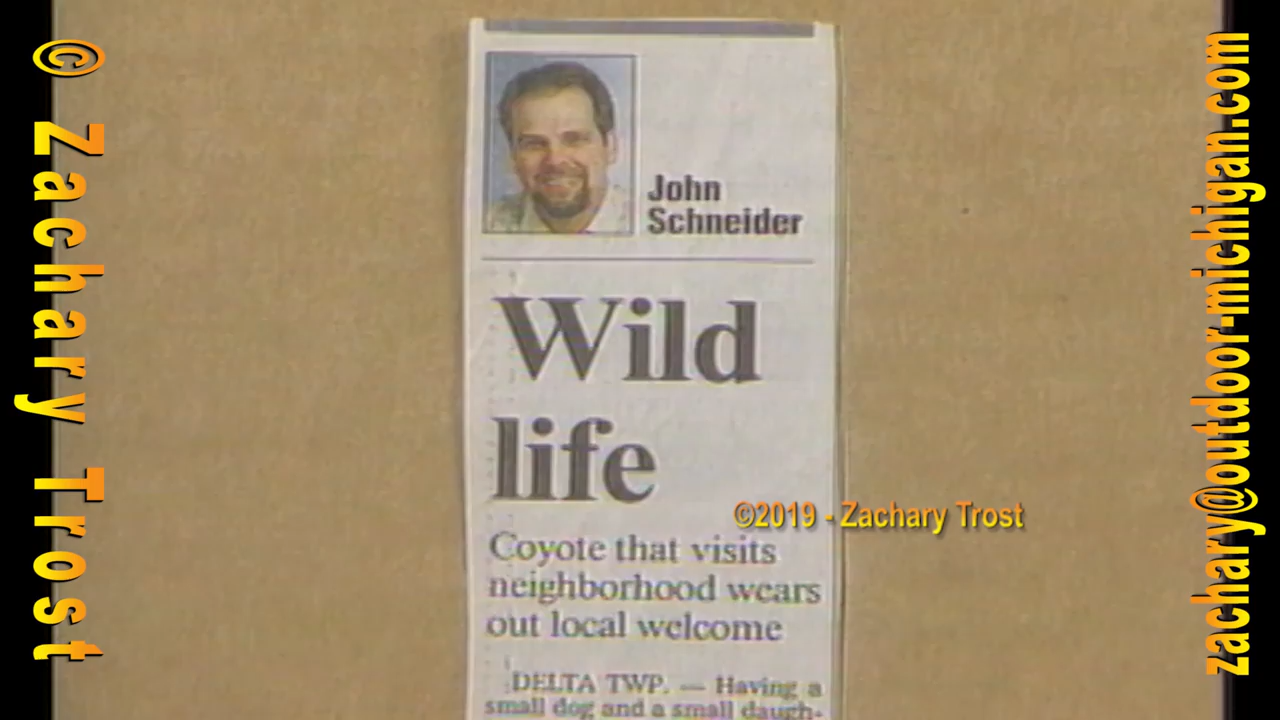 © Zachary Trost
John
Schneider
Wild
life
Coyote that visits
neighborhood wears
out local welcome
DELTA TWP. — Having a
small dog and a small daugh-
©2019 - Zachary Trost
zachary@outdoor-michigan.com